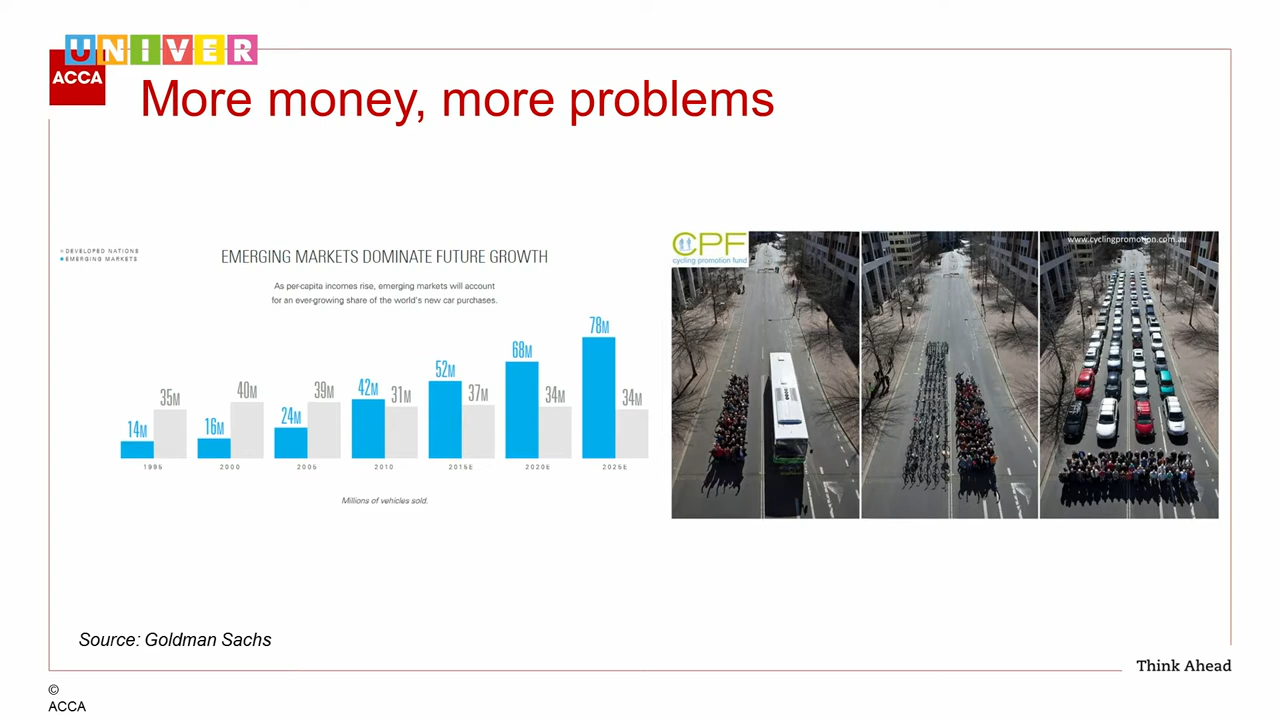 UNIVER
ACCA
More money, more problems
DEVELOPED NATIONS
EMERGING MARKETS
EMERGING MARKETS DOMINATE FUTURE GROWTH
As per-capita incomes rise, emerging markets will account
for an ever-growing share of the world's new car purchases.
14M 35M 16M 40M 24M 39M 42M 31M 52M 37M 68M 34M 78M 34M
1995 2000 2005 2010 2015E 2020E 2025E
Millions of vehicles sold.
CPF
cycling promotion fund
www.cyclingpromotion.com.au
Source: Goldman Sachs
Think Ahead
©
ACCA